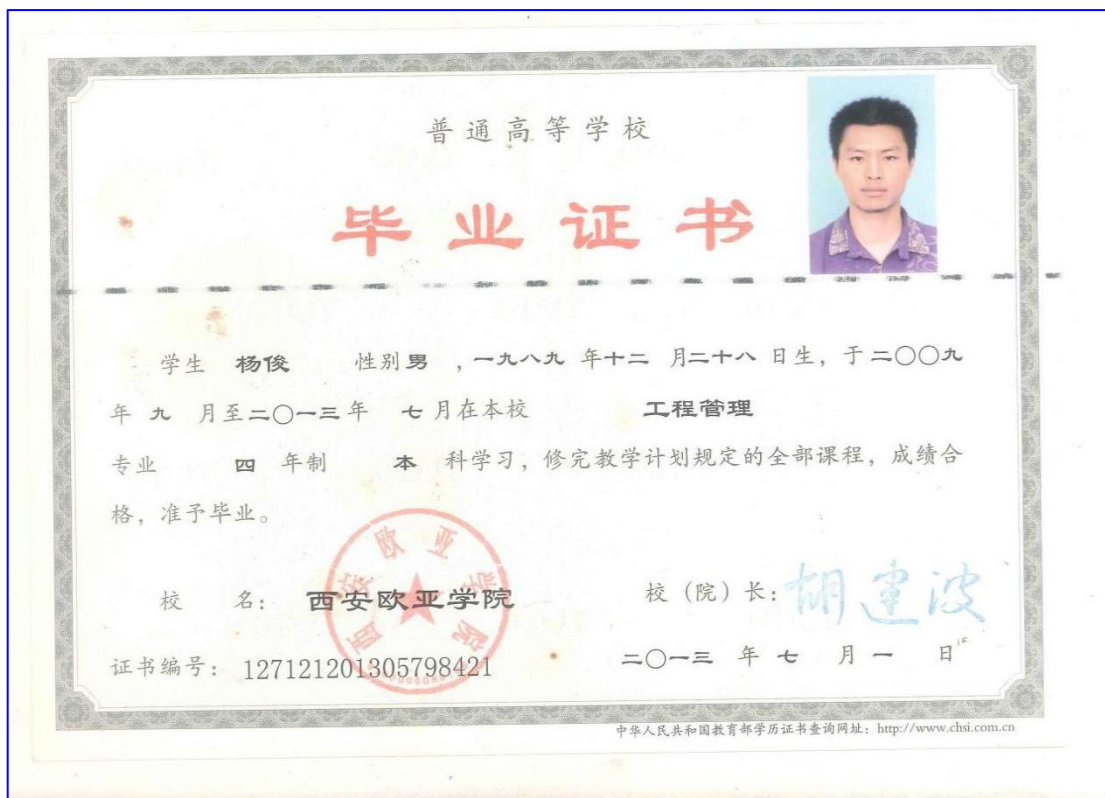 普通高等学校
毕业证书
学生 杨俊 性别男 ，一九八九 年十二 月二十八 日生，于二〇〇九
年 九 月至二〇一三年 七月在本校 工程管理
专业 四 年制 本 科学习，修完教学计划规定的全部课程，成绩合
格，准予毕业。
西安欧亚学院
校 名： 西安欧亚学院
校（院）长：胡建波
证书编号：127121201305798421
二〇一三 年 七 月 一 日
中华人民共和国教育部学历证书查询网址：http://www.chsi.com.cn